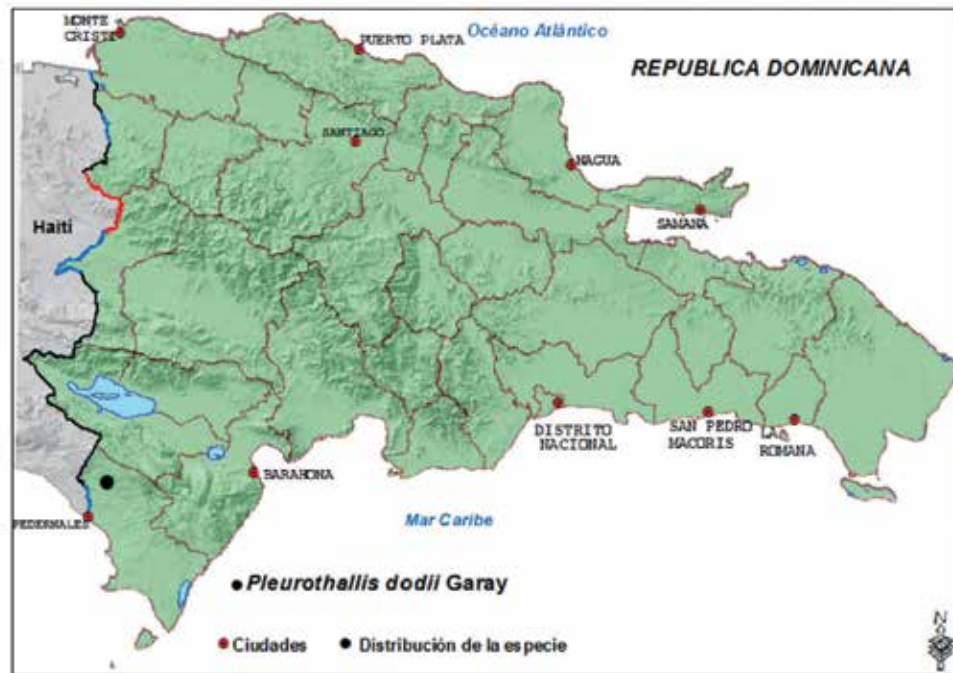 MONTE
CRISTI
PUERTO PLATA
Océano Atlántico
REPUBLICA DOMINICANA
SANTIAGO
NAGUA
SAMANÁ
Haití
DISTRITO
NACIONAL
SAN PEDRO
MACORIS
LA
ROMANA
BARAHONA
PEDERNALES
Mar Caribe
Pleurothallis dodii Garay
Ciudades
Distribución de la especie
N